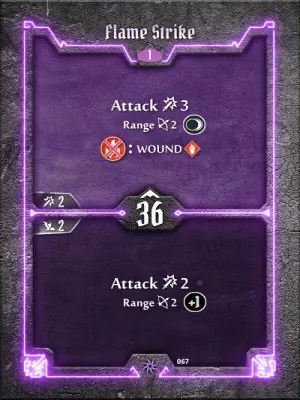 Flame Strike
1
Attack 3
Range 2
: WOUND
2
36
2
Attack 2
Range 2 +1
067